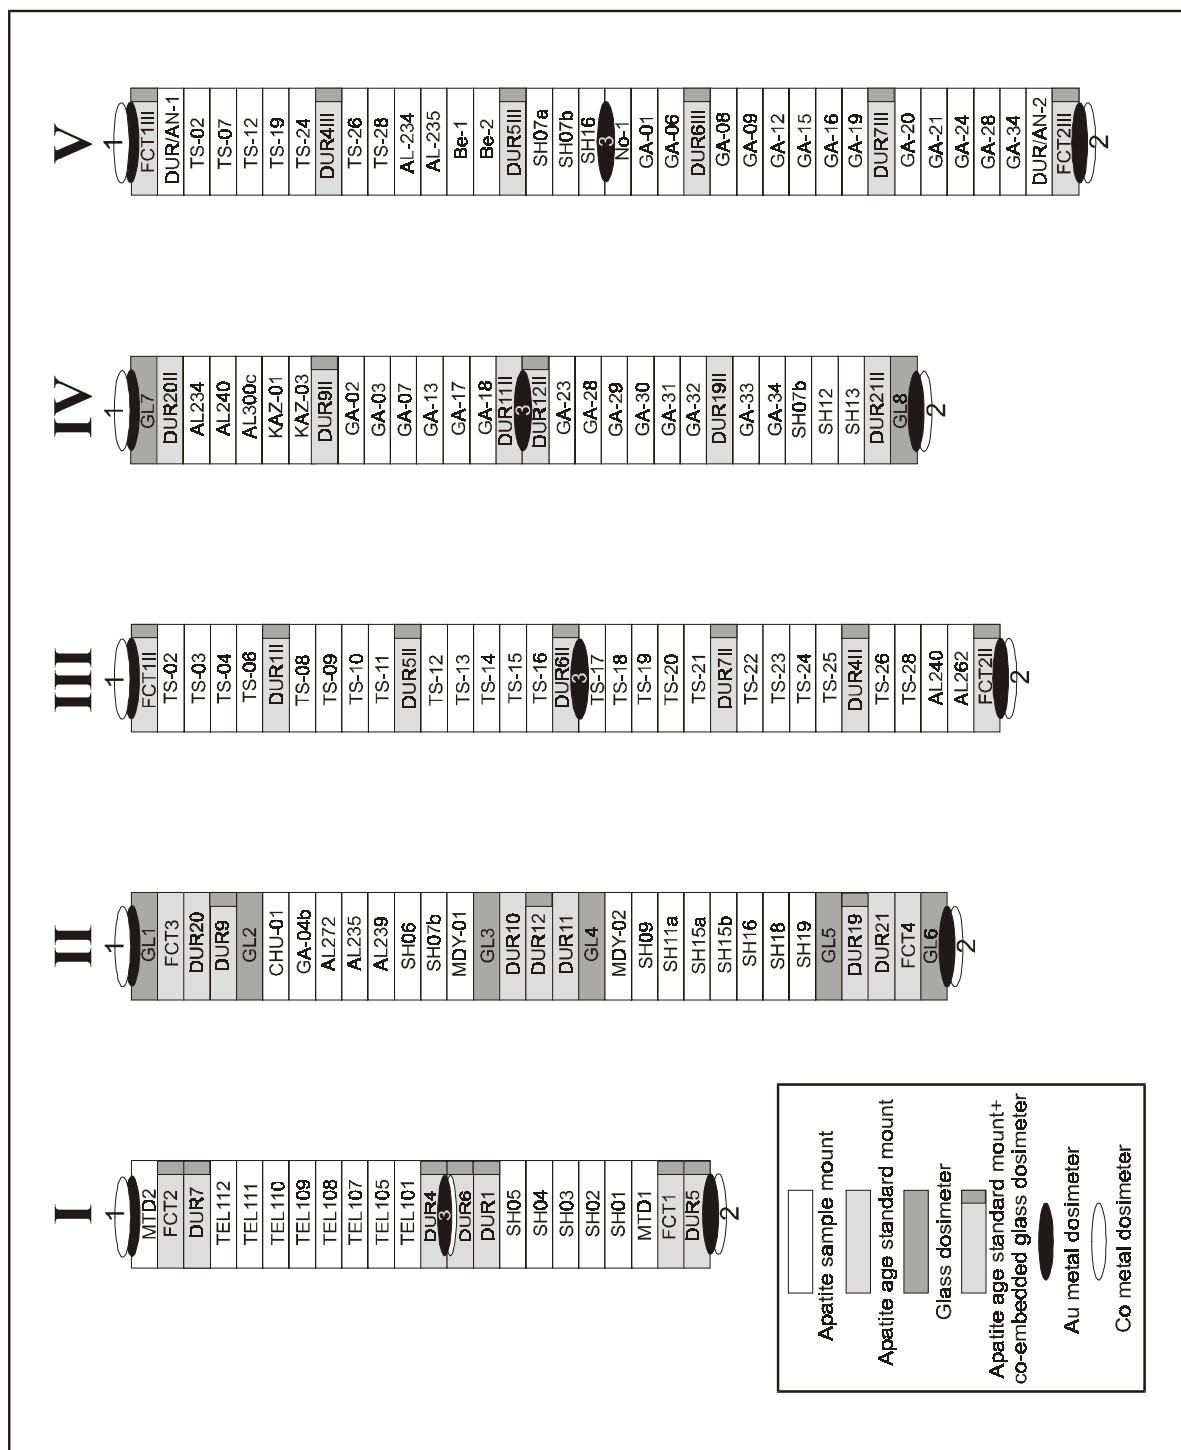 I
1
MTD2
FCT2
DUR7
TEL112
TEL111
TEL110
TEL109
TEL108
TEL107
TEL105
TEL101
DUR4
3
DUR6
DUR1
SH05
SH04
SH03
SH02
SH01
MTD1
FCT1
DUR5
2
II
1
GL1
FCT3
DUR20
DUR9
GL2
CHU-01
GA-04b
AL272
AL235
AL239
SH06
SH07b
MDY-01
GL3
DUR10
DUR12
DUR11
GL4
MDY-02
SH09
SH11a
SH15a
SH15b
SH16
SH18
SH19
GL5
DUR19
DUR21
FCT4
GL6
2
III
1
FCT1II
TS-02
TS-03
TS-04
TS-06
DUR1II
TS-08
TS-09
TS-10
TS-11
DUR5II
TS-12
TS-13
TS-14
TS-15
TS-16
DUR6II
3
TS-17
TS-18
TS-19
TS-20
TS-21
DUR7II
TS-22
TS-23
TS-24
TS-25
DUR4II
TS-26
TS-28
AL240
AL262
FCT2II
2
IV
1
GL7
DUR20II
AL234
AL240
AL300c
KAZ-01
KAZ-03
DUR9II
GA-02
GA-03
GA-07
GA-13
GA-17
GA-18
DUR11III
3
DUR12II
GA-23
GA-28
GA-29
GA-30
GA-31
GA-32
DUR19II
GA-33
GA-34
SH07b
SH12
SH13
DUR21II
GL8
2
V
1
FCT1III
DUR/AN-1
TS-02
TS-07
TS-12
TS-19
TS-24
DUR4III
TS-26
TS-28
AL-234
AL-235
Be-1
Be-2
DUR5III
SH07a
SH07b
SH16
3
No-1
GA-01
GA-06
DUR6III
GA-08
GA-09
GA-12
GA-15
GA-16
GA-19
DUR7III
GA-20
GA-21
GA-24
GA-28
GA-34
DUR/AN-2
FCT2III
2
Apatite sample mount
Apatite age standard mount
Glass dosimeter
Apatite age standard mount+
co-embedded glass dosimeter
Au metal dosimeter
Co metal dosimeter